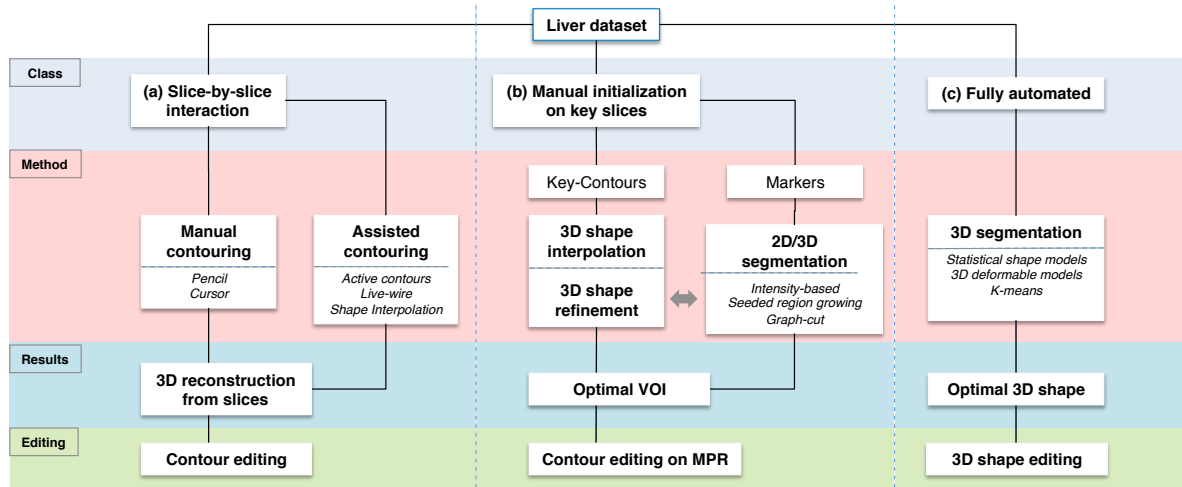 Liver dataset
Class
(a) Slice-by-slice
interaction
(b) Manual initialization
on key slices
(c) Fully automated
Method
Key-Contours
Markers
Manual
contouring
Pencil
Cursor
Assisted
contouring
Active contours
Live-wire
Shape Interpolation
3D shape
interpolation
3D shape
refinement
2D/3D
segmentation
Intensity-based
Seeded region growing
Graph-cut
3D segmentation
Statistical shape models
3D deformable models
K-means
Results
3D reconstruction
from slices
Optimal VOI
Optimal 3D shape
Editing
Contour editing
Contour editing on MPR
3D shape editing